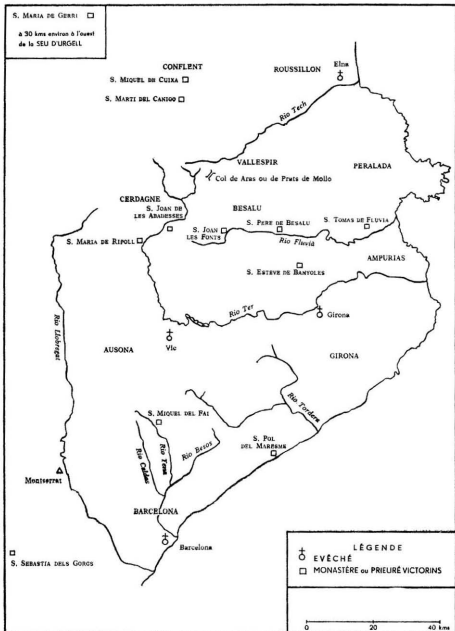 S. MARIA DE GERRI
à 30 kms environ à l'ouest
de la SEU D'URGELL
CONFLENT
S. MIQUEL DE CUIXA
S. MARTI DEL CANIGO
ROUSSILLON
Elna
Rio Tech
VALLESPIR
PERALADA
Col de Aras ou de Prats de Mollo
CERDAGNE
S. JOAN DE
LES ABADESSES
BESALU
S. JOAN
LES FONTS
S. PERE DE BESALU
S. TOMAS DE FLUVIA
S. MARIA DE RIPOLL
Rio Fluvià
AMPURIAS
S. ESTEVE DE BANYOLES
Rio Ter
Girona
Rio Llobregat
AUSONA
Vic
GIRONA
Rio Tordera
S. MIQUEL DEL FAI
S. POL
DEL MARESME
Rio Caldas
Rio Tena
Rio Besos
Montserrat
BARCELONA
Barcelona
S. SEBASTIA DELS GORGS
LÉGENDE
EVÊCHÉ
MONASTÈRE ou PRIEURÉ VICTORINS
0 20 40 kms